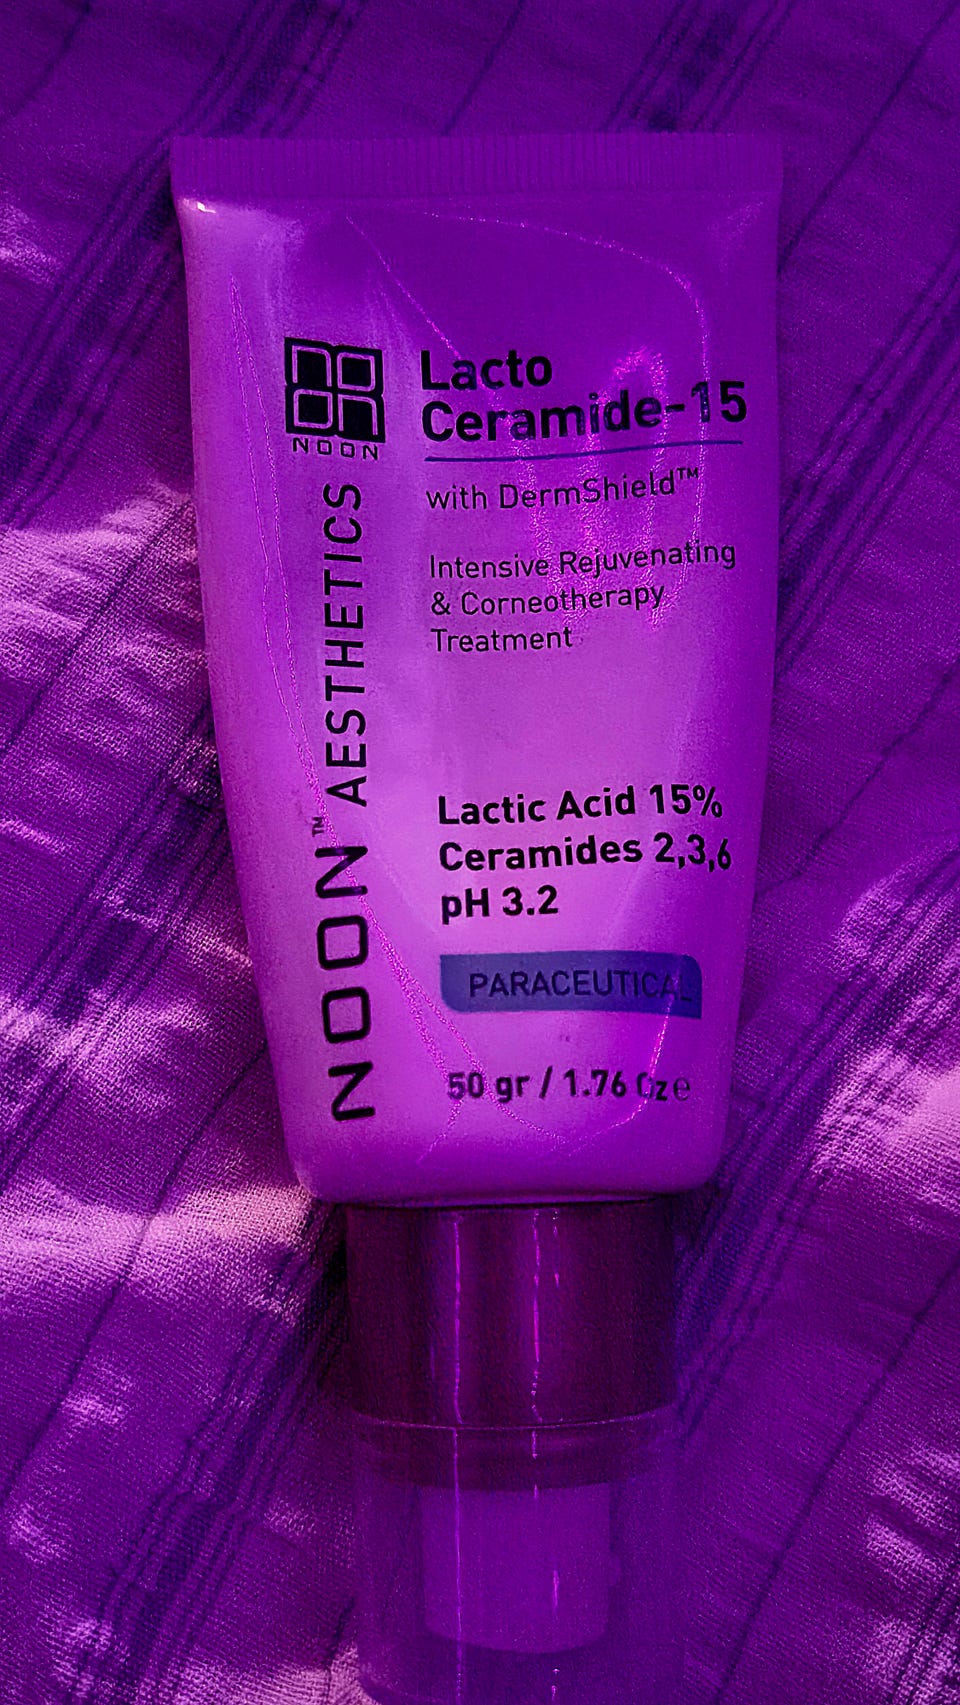 NOON
NOON™ AESTHETICS
Lacto
Ceramide-15
with DermShield™
Intensive Rejuvenating
& Corneotherapy
Treatment
Lactic Acid 15%
Ceramides 2,3,6
pH 3.2
PARACEUTICAL
50 gr / 1.76 Oz e